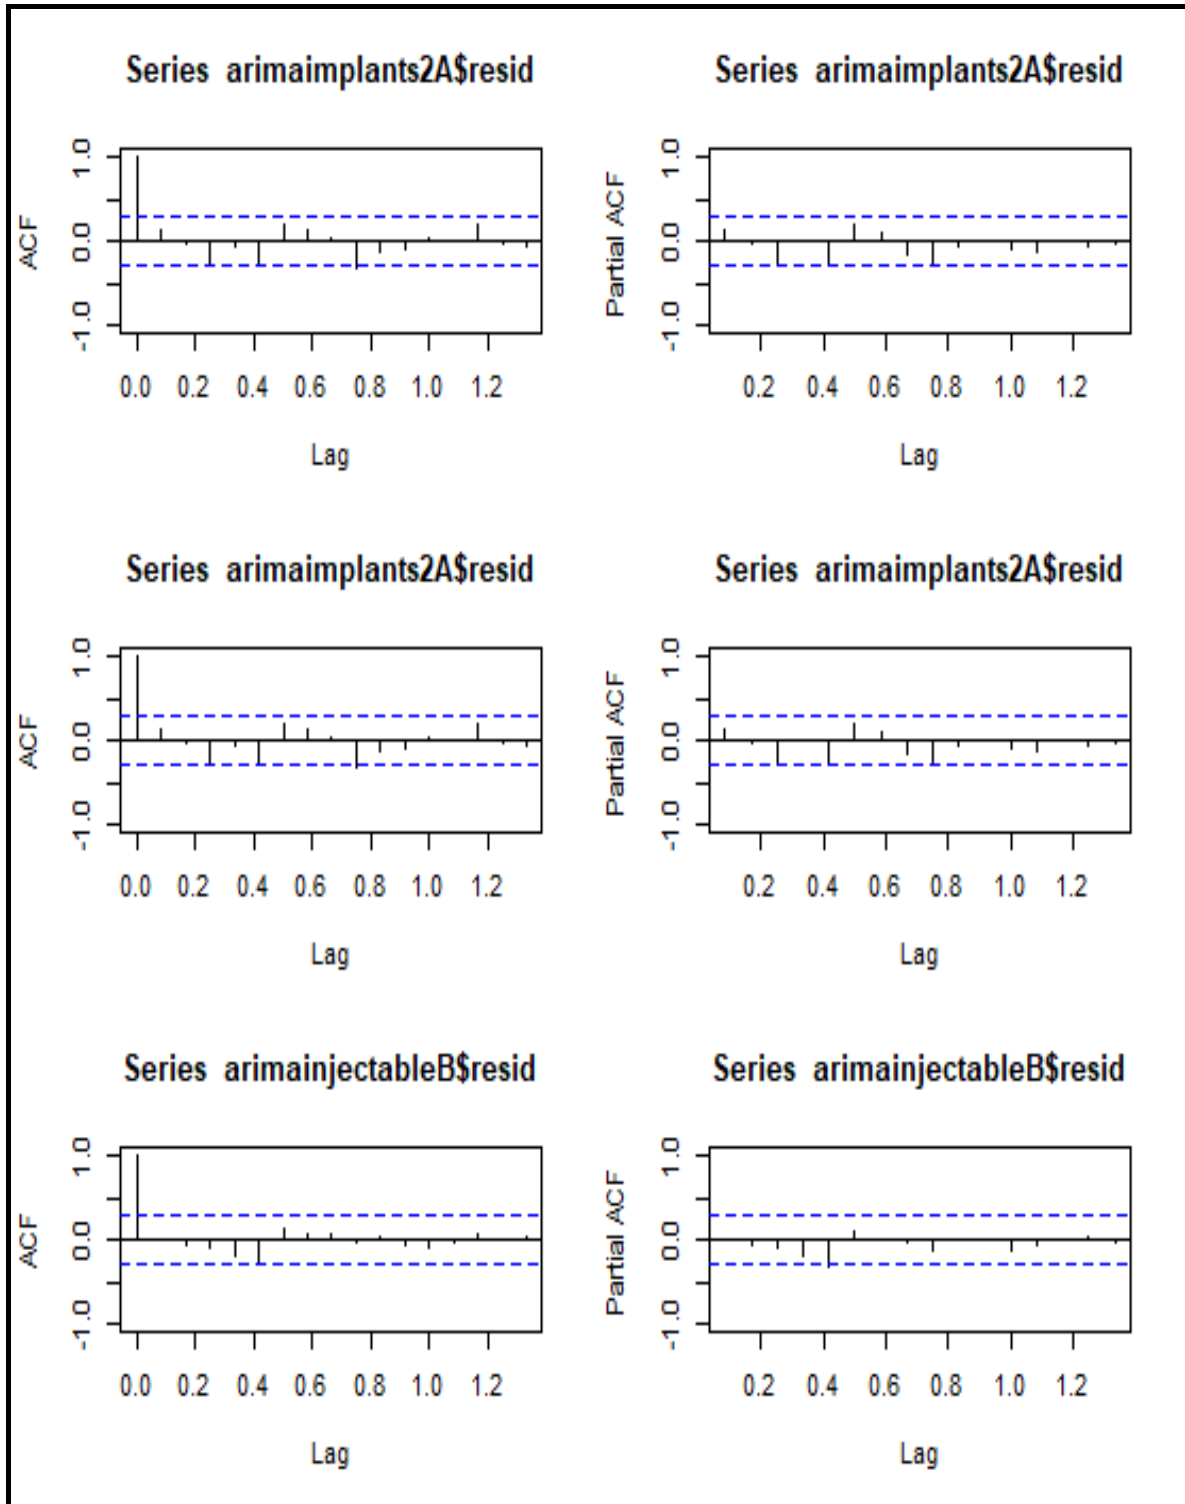 Series arimaimplants2A$resid
ACF
1.0
0.0
-1.0
0.0 0.2 0.4 0.6 0.8 1.0 1.2
Lag
Series arimaimplants2A$resid
Partial ACF
1.0
0.0
-1.0
0.2 0.4 0.6 0.8 1.0 1.2
Lag
Series arimaimplants2A$resid
ACF
1.0
0.0
-1.0
0.0 0.2 0.4 0.6 0.8 1.0 1.2
Lag
Series arimaimplants2A$resid
Partial ACF
1.0
0.0
-1.0
0.2 0.4 0.6 0.8 1.0 1.2
Lag
Series arimainjectableB$resid
ACF
1.0
0.0
-1.0
0.0 0.2 0.4 0.6 0.8 1.0 1.2
Lag
Series arimainjectableB$resid
Partial ACF
1.0
0.0
-1.0
0.2 0.4 0.6 0.8 1.0 1.2
Lag